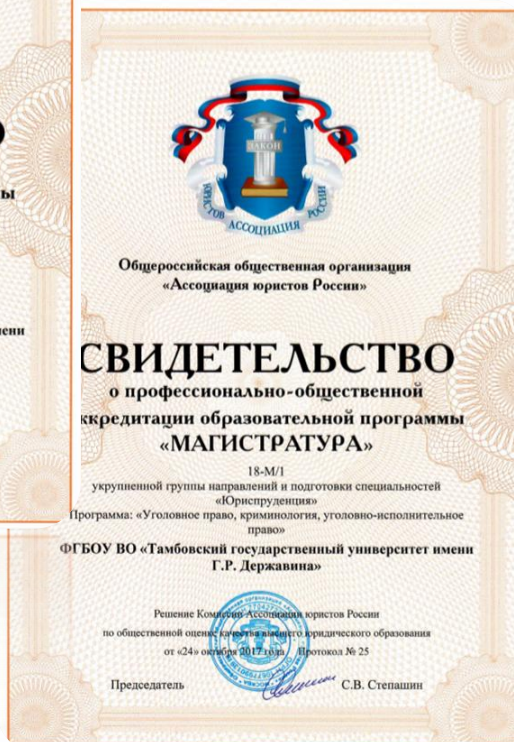 ЗАКОН
ЮРИСТОВ АССОЦИАЦИЯ РОССИИ
Общероссийская общественная организация
«Ассоциация юристов России»
ы
ени
СВИДЕТЕЛЬСТВО
о профессионально-общественной
ккредитации образовательной программы
«МАГИСТРАТУРА»
18-М/1
укрупненной группы направлений и подготовки специальностей
«Юриспруденция»
Программа: «Уголовное право, криминология, уголовно-исполнительное
право»
ФГБОУ ВО «Тамбовский государственный университет имени
Г.Р. Державина»
Решение Комиссии Ассоциации юристов России
по общественной оценке качества высшего юридического образования
от «24» октября 2017 года Протокол № 25
Председатель С.В. Степашин